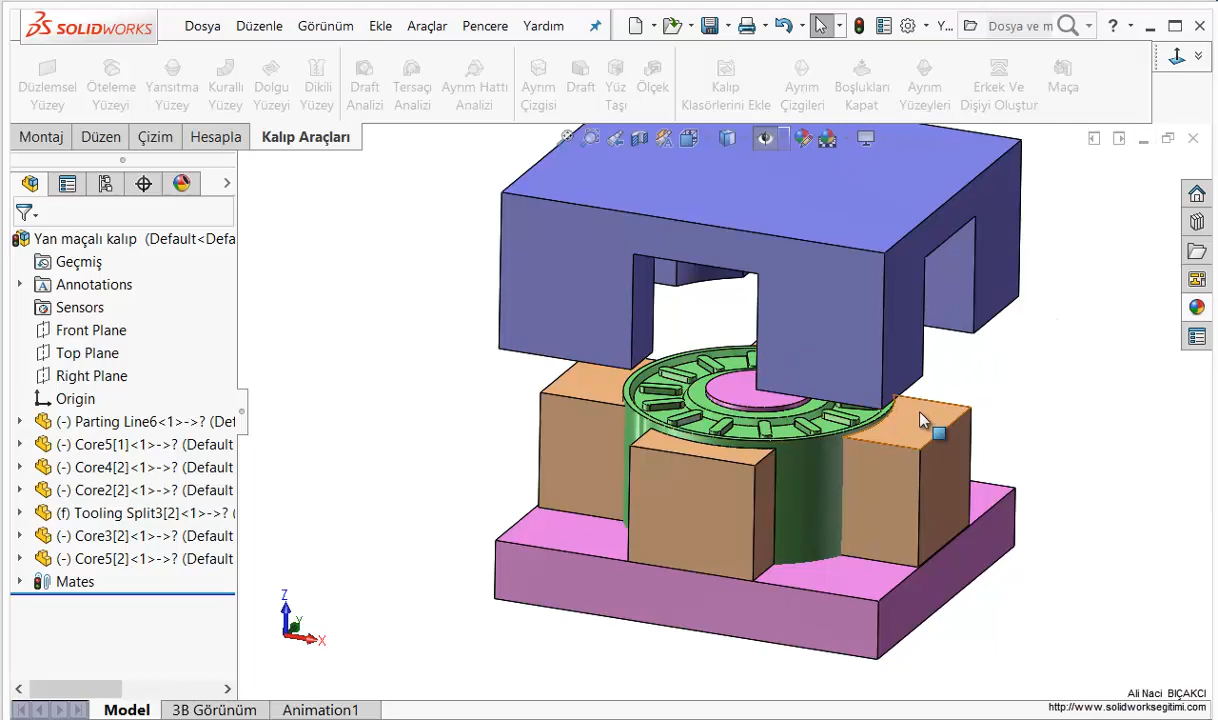 SOLIDWORKS
Dosya Düzenle Görünüm Ekle Araçlar Pencere Yardım Y... Dosya ve m ?
Düzlemsel Yüzey
Öteleme Yüzeyi
Yansıtma Yüzey
Kurallı Yüzey
Dolgu Yüzeyi
Dikili Yüzey
Draft Analizi
Tersaçı Analizi
Ayrım Hattı Analizi
Ayrım Çizgisi
Draft
Yüz Taşı
Ölçek
Kalıp Klasörlerini Ekle
Ayrım Çizgileri
Boşlukları Kapat
Ayrım Yüzeyleri
Erkek Ve Dişiyi Oluştur
Maça
Montaj Düzen Çizim Hesapla Kalıp Araçları
Yan maçalı kalıp (Default<Defa
Geçmiş
Annotations
Sensors
Front Plane
Top Plane
Right Plane
Origin
(-) Parting Line6<1>->? (Def
(-) Core5[1]<1>->? (Default
(-) Core4[2]<1>->? (Default
(-) Core2[2]<1>->? (Default
(f) Tooling Split3[2]<1>->? (
(-) Core3[2]<1>->? (Default
(-) Core5[2]<1>->? (Default
Mates
Z
Y
X
Ali Naci BIÇAKCI
http://www.solidworksegitimi.com
Model 3B Görünüm Animation1